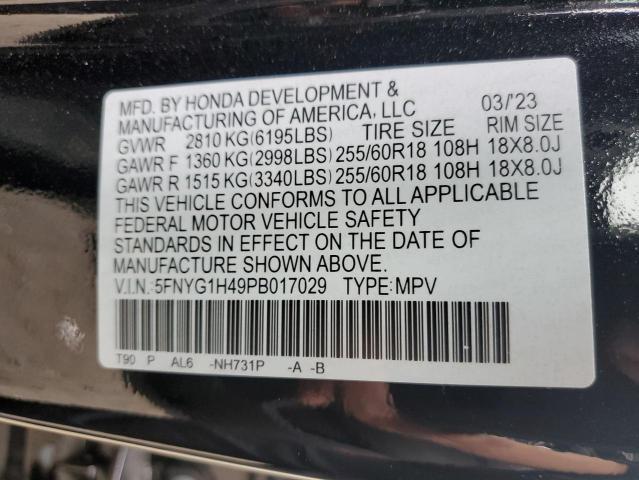 MFD. BY HONDA DEVELOPMENT &
MANUFACTURING OF AMERICA, LLC 03/'23
GVWR 2810 KG(6195LBS) TIRE SIZE RIM SIZE
GAWR F 1360 KG(2998LBS) 255/60R18 108H 18X8.0J
GAWR R 1515 KG(3340LBS) 255/60R18 108H 18X8.0J
THIS VEHICLE CONFORMS TO ALL APPLICABLE
FEDERAL MOTOR VEHICLE SAFETY
STANDARDS IN EFFECT ON THE DATE OF
MANUFACTURE SHOWN ABOVE.
V.I.N.:5FNYG1H49PB017029 TYPE:MPV
T90 P AL6 -NH731P -A -B